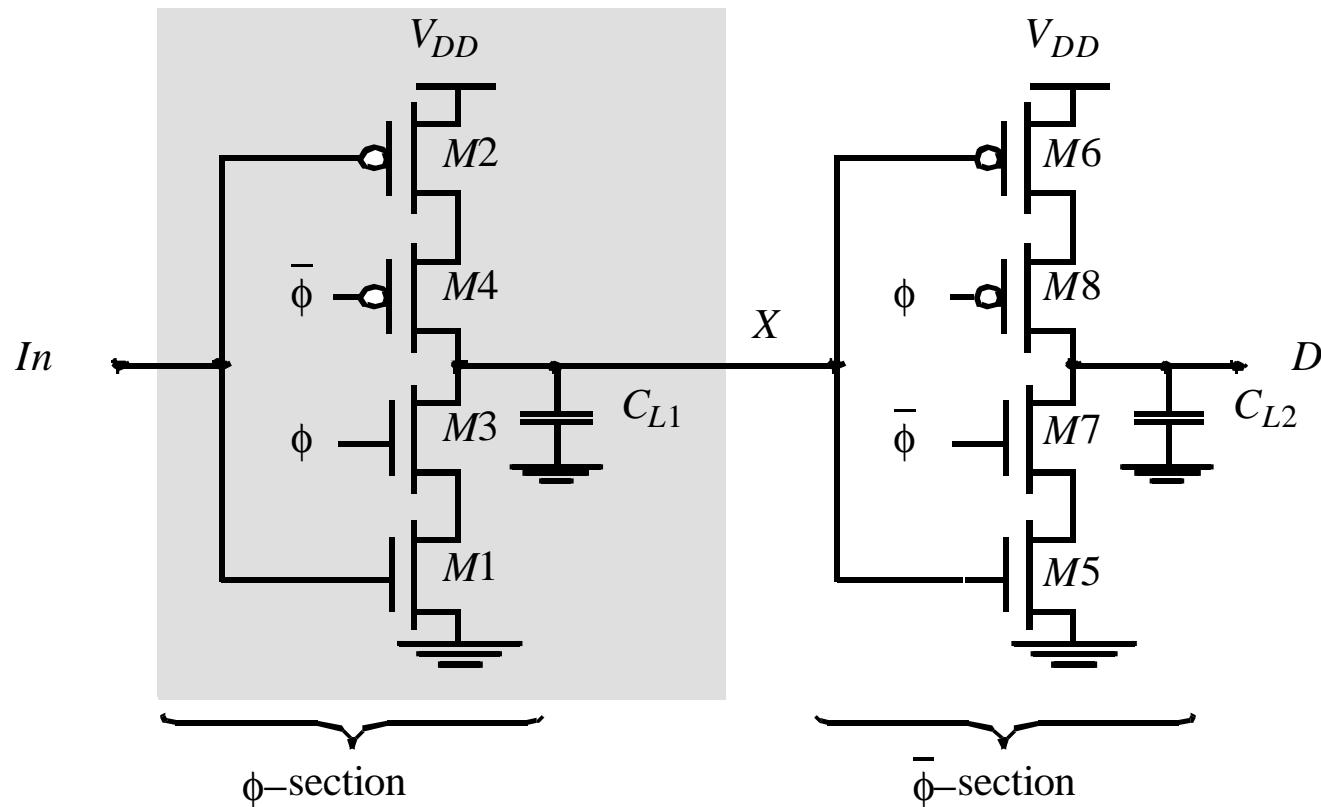 V_DD
V_DD
M2
M6
ϕ̄
M4
ϕ
M8
X
In
D
ϕ
M3
C_L1
ϕ̄
M7
C_L2
M1
M5
ϕ–section
ϕ̄–section